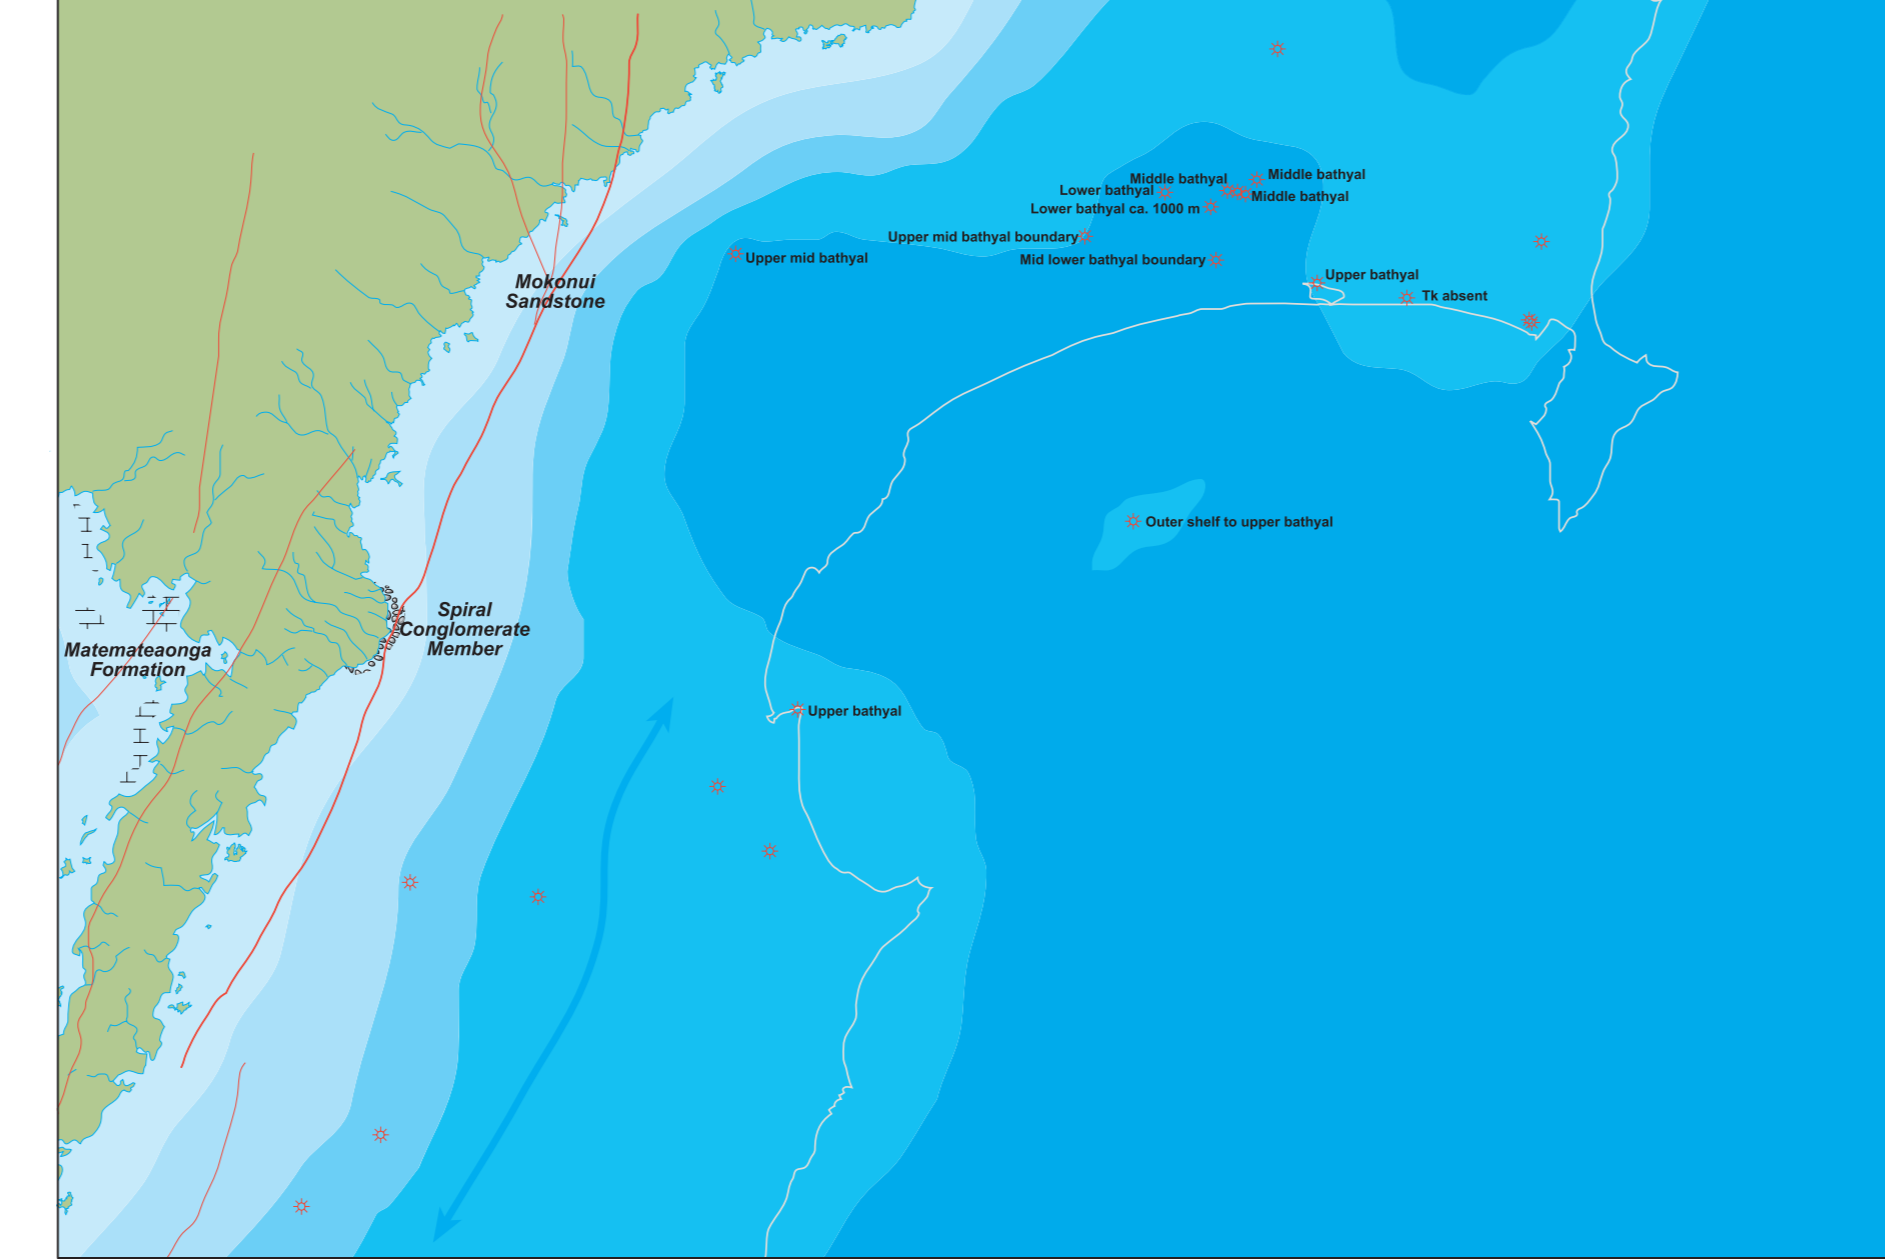 Middle bathyal
Middle bathyal
Lower bathyal
Middle bathyal
Lower bathyal ca. 1000 m
Upper mid bathyal boundary
Upper mid bathyal
Mid lower bathyal boundary
Upper bathyal
Tk absent
Mokonui
Sandstone
Outer shelf to upper bathyal
Spiral
Conglomerate
Member
Matemateaonga
Formation
Upper bathyal